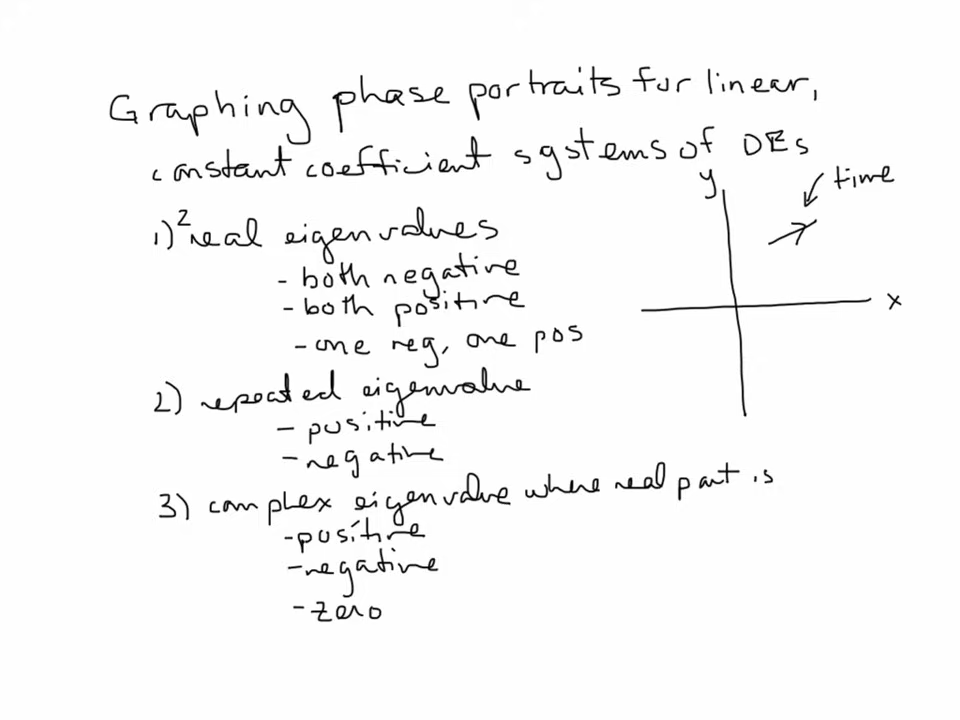 Graphing phase portraits for linear,
constant coefficient systems of DEs
y
time
1) 2 real eigenvalues
- both negative
- both positive
x
- one neg, one pos
2) repeated eigenvalue
- positive
- negative
3) complex eigenvalue where real part is
- positive
- negative
- zero